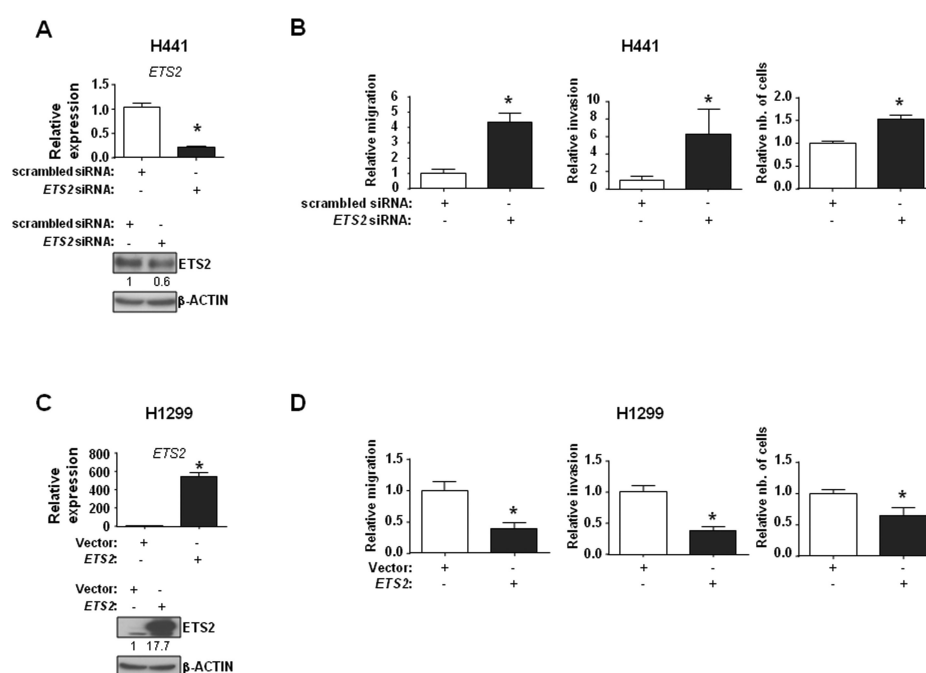 A
H441
ETS2
Relative expression
1.5
1.0
0.5
0.0
*
scrambled siRNA: + -
ETS2 siRNA: - +
scrambled siRNA: + -
ETS2 siRNA: - +
ETS2
1 0.6
β-ACTIN
B
H441
Relative migration
6
5
4
3
2
1
0
*
scrambled siRNA: + -
ETS2 siRNA: - +
Relative invasion
10
8
6
4
2
0
*
+ -
- +
Relative nb. of cells
2.0
1.5
1.0
0.5
0.0
*
+ -
- +
C
H1299
ETS2
Relative expression
800
600
400
200
0
*
Vector: + -
ETS2: - +
Vector: + -
ETS2: - +
ETS2
1 17.7
β-ACTIN
D
H1299
Relative migration
1.5
1.0
0.5
0.0
*
Vector: + -
ETS2: - +
Relative invasion
1.5
1.0
0.5
0.0
*
+ -
- +
Relative nb. of cells
1.5
1.0
0.5
0.0
*
+ -
- +